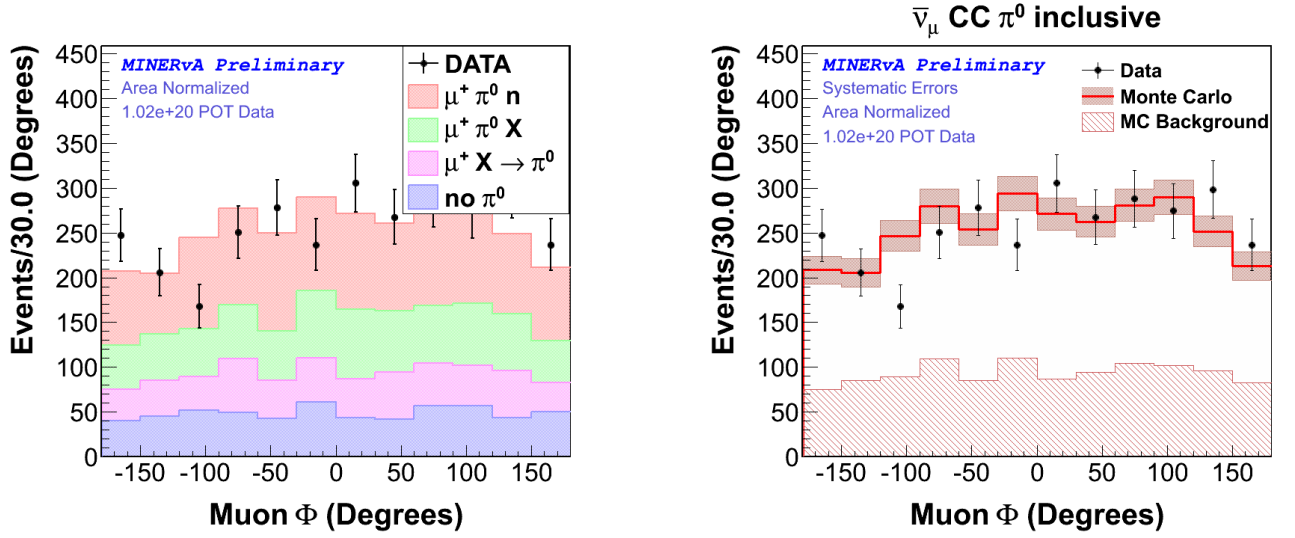 ν̄μ CC π⁰ inclusive
Events/30.0 (Degrees)
450
400
350
300
250
200
150
100
50
0
MINERνA Preliminary
Area Normalized
1.02e+20 POT Data
DATA
μ⁺ π⁰ n
μ⁺ π⁰ X
μ⁺ X → π⁰
no π⁰
-150 -100 -50 0 50 100 150
Muon Φ (Degrees)
Events/30.0 (Degrees)
450
400
350
300
250
200
150
100
50
0
MINERνA Preliminary
Systematic Errors
Area Normalized
1.02e+20 POT Data
Data
Monte Carlo
MC Background
-150 -100 -50 0 50 100 150
Muon Φ (Degrees)